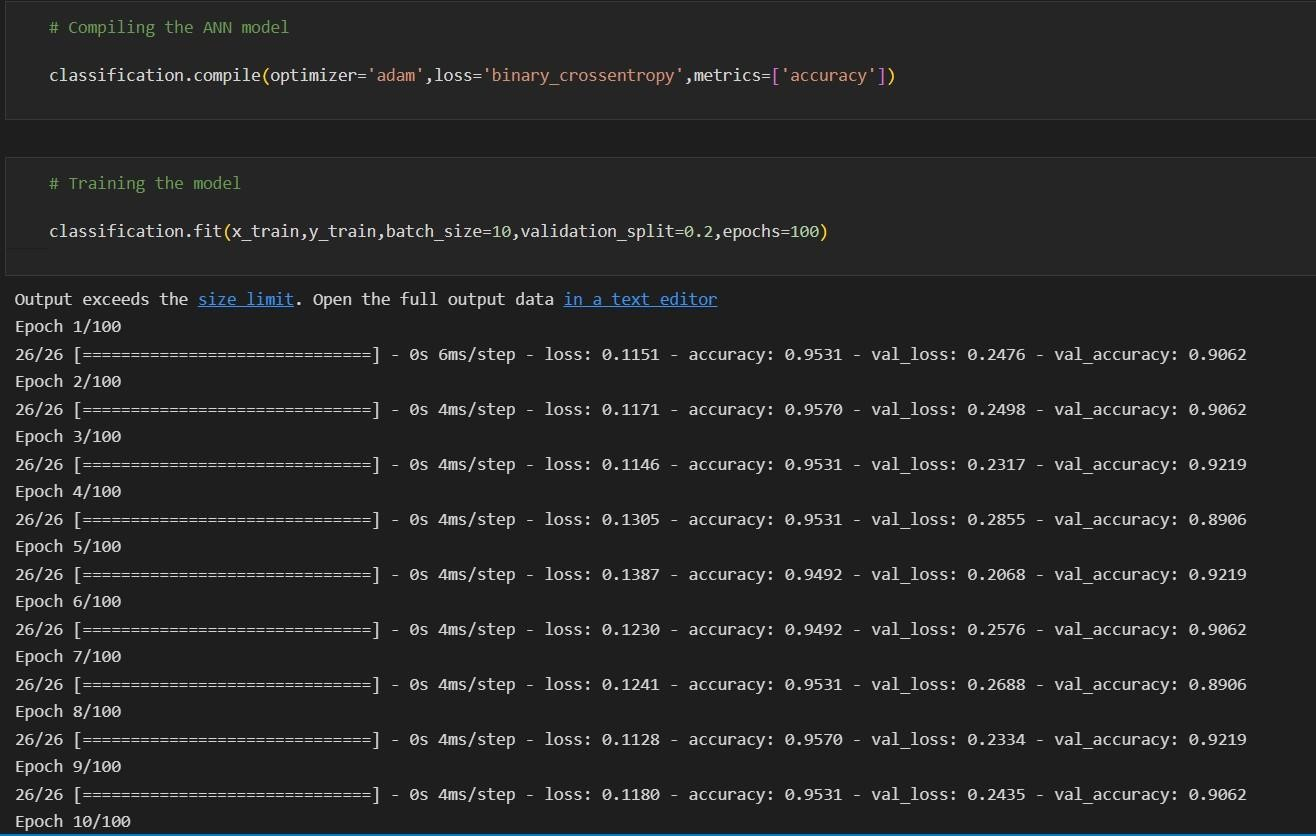 # Compiling the ANN model
classification.compile(optimizer='adam',loss='binary_crossentropy',metrics=['accuracy'])
# Training the model
classification.fit(x_train,y_train,batch_size=10,validation_split=0.2,epochs=100)
Output exceeds the size limit. Open the full output data in a text editor
Epoch 1/100
26/26 [==============================] - 0s 6ms/step - loss: 0.1151 - accuracy: 0.9531 - val_loss: 0.2476 - val_accuracy: 0.9062
Epoch 2/100
26/26 [==============================] - 0s 4ms/step - loss: 0.1171 - accuracy: 0.9570 - val_loss: 0.2498 - val_accuracy: 0.9062
Epoch 3/100
26/26 [==============================] - 0s 4ms/step - loss: 0.1146 - accuracy: 0.9531 - val_loss: 0.2317 - val_accuracy: 0.9219
Epoch 4/100
26/26 [==============================] - 0s 4ms/step - loss: 0.1305 - accuracy: 0.9531 - val_loss: 0.2855 - val_accuracy: 0.8906
Epoch 5/100
26/26 [==============================] - 0s 4ms/step - loss: 0.1387 - accuracy: 0.9492 - val_loss: 0.2068 - val_accuracy: 0.9219
Epoch 6/100
26/26 [==============================] - 0s 4ms/step - loss: 0.1230 - accuracy: 0.9492 - val_loss: 0.2576 - val_accuracy: 0.9062
Epoch 7/100
26/26 [==============================] - 0s 4ms/step - loss: 0.1241 - accuracy: 0.9531 - val_loss: 0.2688 - val_accuracy: 0.8906
Epoch 8/100
26/26 [==============================] - 0s 4ms/step - loss: 0.1128 - accuracy: 0.9570 - val_loss: 0.2334 - val_accuracy: 0.9219
Epoch 9/100
26/26 [==============================] - 0s 4ms/step - loss: 0.1180 - accuracy: 0.9531 - val_loss: 0.2435 - val_accuracy: 0.9062
Epoch 10/100